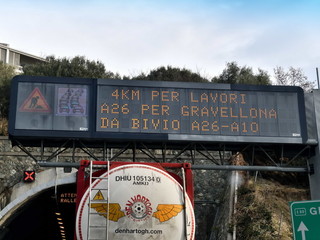 4KM PER LAVORI
A26 PER GRAVELLONA
DA BIVIO A26-A10
DHIU 105134 0
denhartogh.com